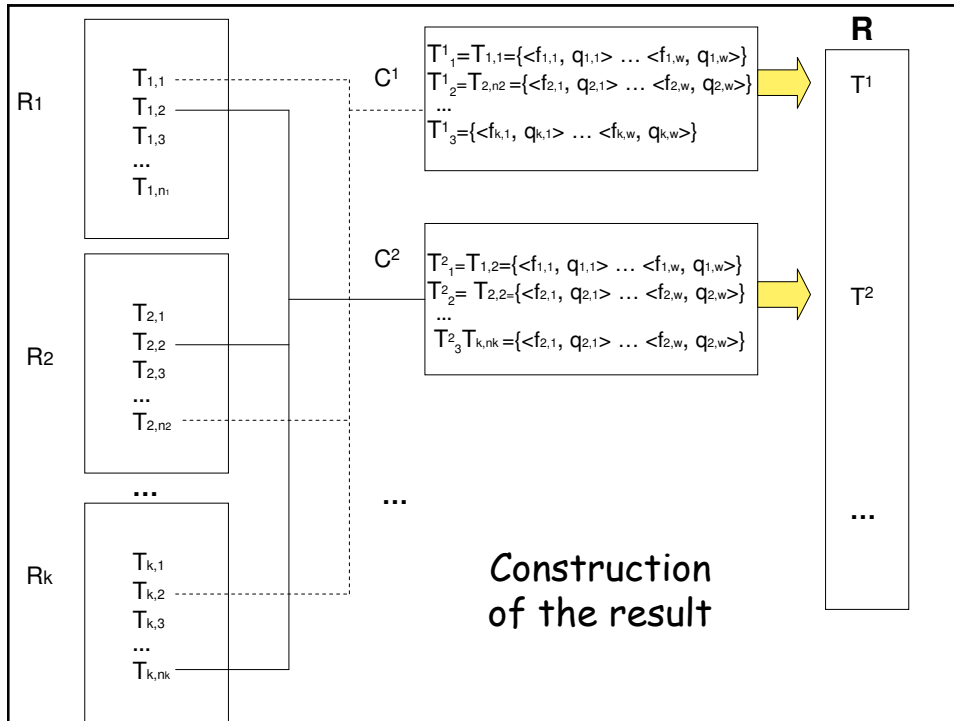 R1
T1,1
T1,2
T1,3
...
T1,n1
R2
T2,1
T2,2
T2,3
...
T2,n2
...
Rk
Tk,1
Tk,2
Tk,3
...
Tk,nk
C1
T11=T1,1={<f1,1, q1,1> … <f1,w, q1,w>}
T12=T2,n2 ={<f2,1, q2,1> … <f2,w, q2,w>}
...
T13={<fk,1, qk,1> … <fk,w, qk,w>}
C2
T21=T1,2={<f1,1, q1,1> … <f1,w, q1,w>}
T22= T2,2={<f2,1, q2,1> … <f2,w, q2,w>}
...
T23Tk,nk ={<f2,1, q2,1> … <f2,w, q2,w>}
...
Construction
of the result
R
T1
T2
...